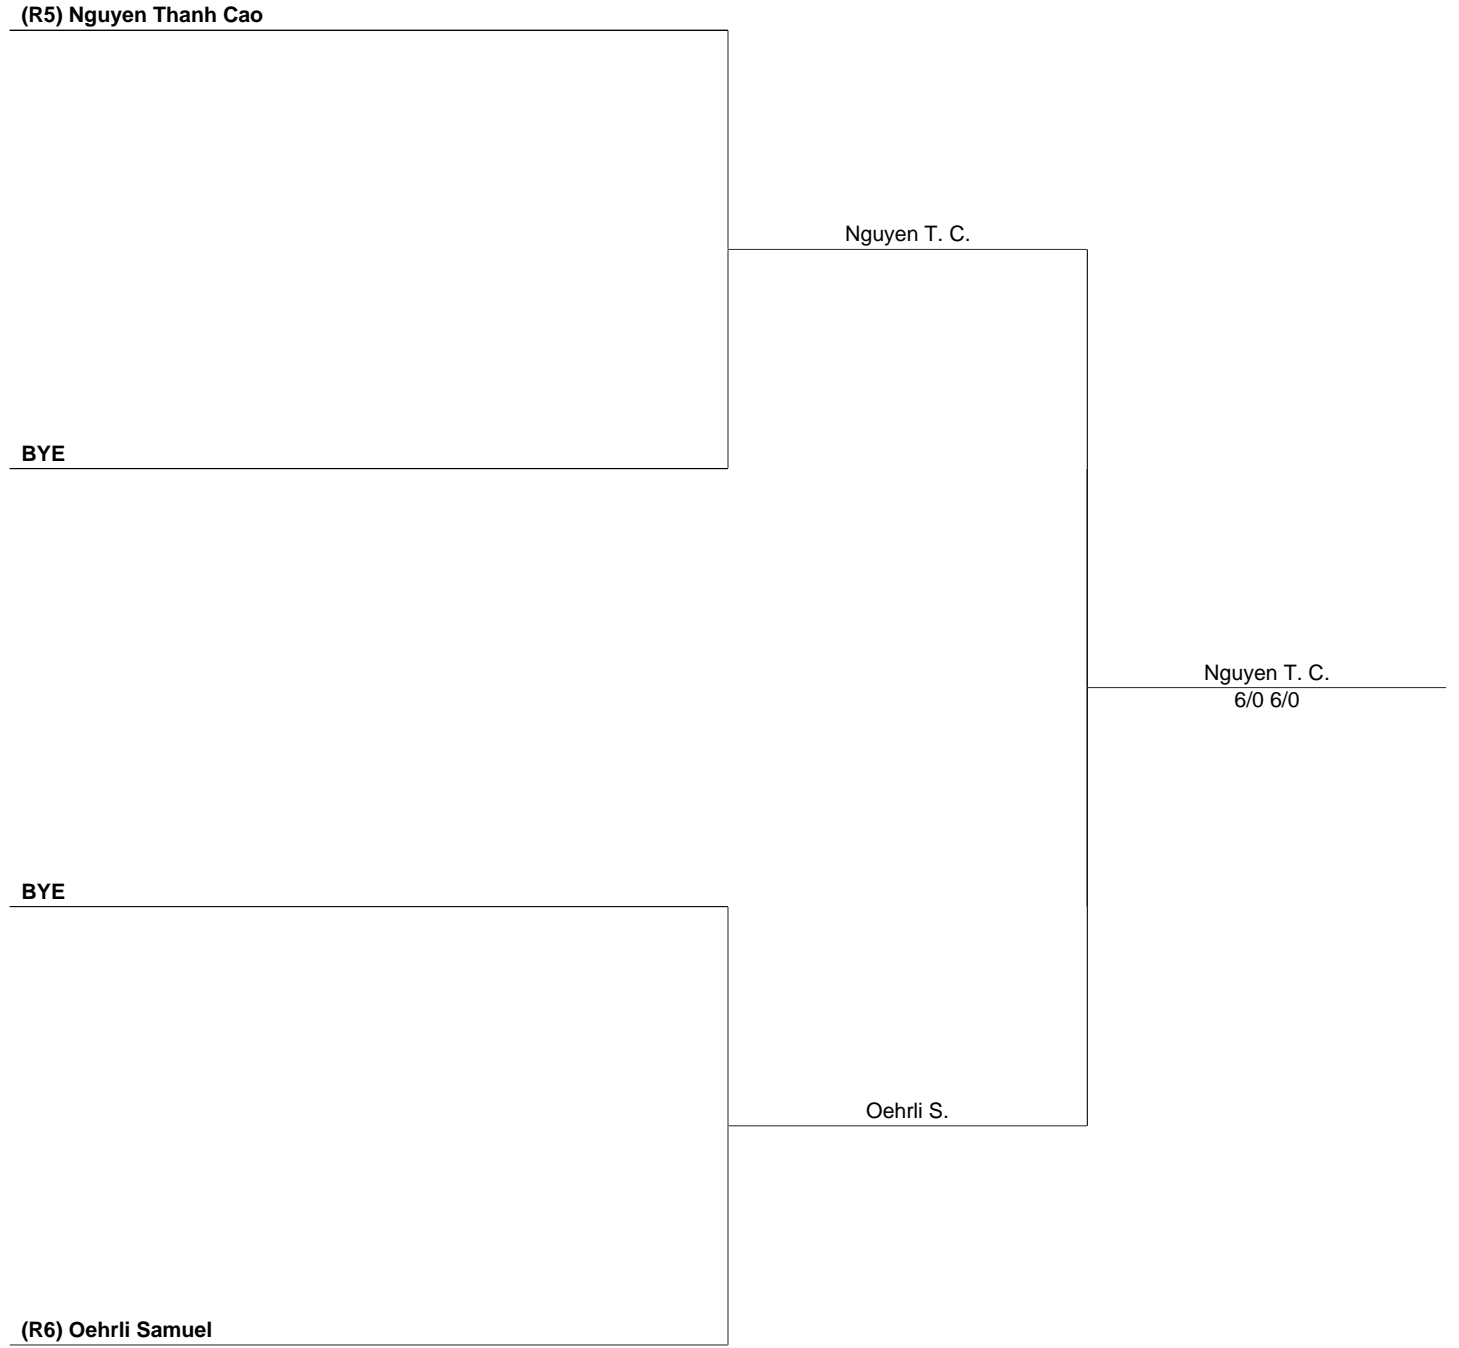 (R5) Nguyen Thanh Cao
Nguyen T. C.
BYE
Nguyen T. C.
6/0 6/0
BYE
Oehrli S.
(R6) Oehrli Samuel